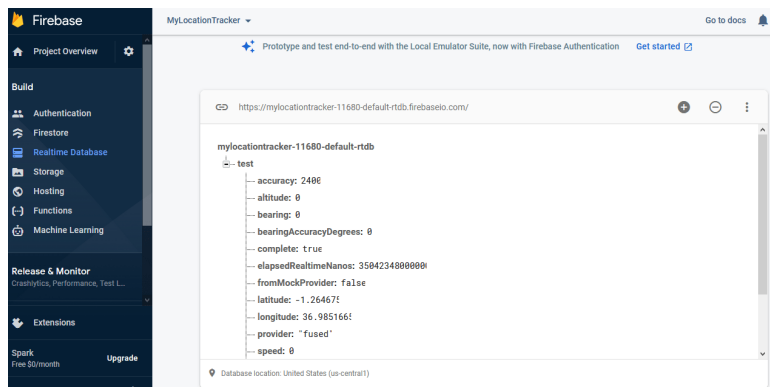 Firebase
MyLocationTracker
Go to docs
Project Overview
Prototype and test end-to-end with the Local Emulator Suite, now with Firebase Authentication Get started
Build
Authentication
Firestore
Realtime Database
Storage
Hosting
Functions
Machine Learning
Release & Monitor
Crashlytics, Performance, Test L...
Extensions
Spark
Free $0/month
Upgrade
https://mylocationtracker-11680-default-rtdb.firebaseio.com/
mylocationtracker-11680-default-rtdb
test
accuracy: 2400
altitude: 0
bearing: 0
bearingAccuracyDegrees: 0
complete: true
elapsedRealtimeNanos: 35042348000000
fromMockProvider: false
latitude: -1.264675
longitude: 36.9851665
provider: "fused"
speed: 0
Database location: United States (us-central1)